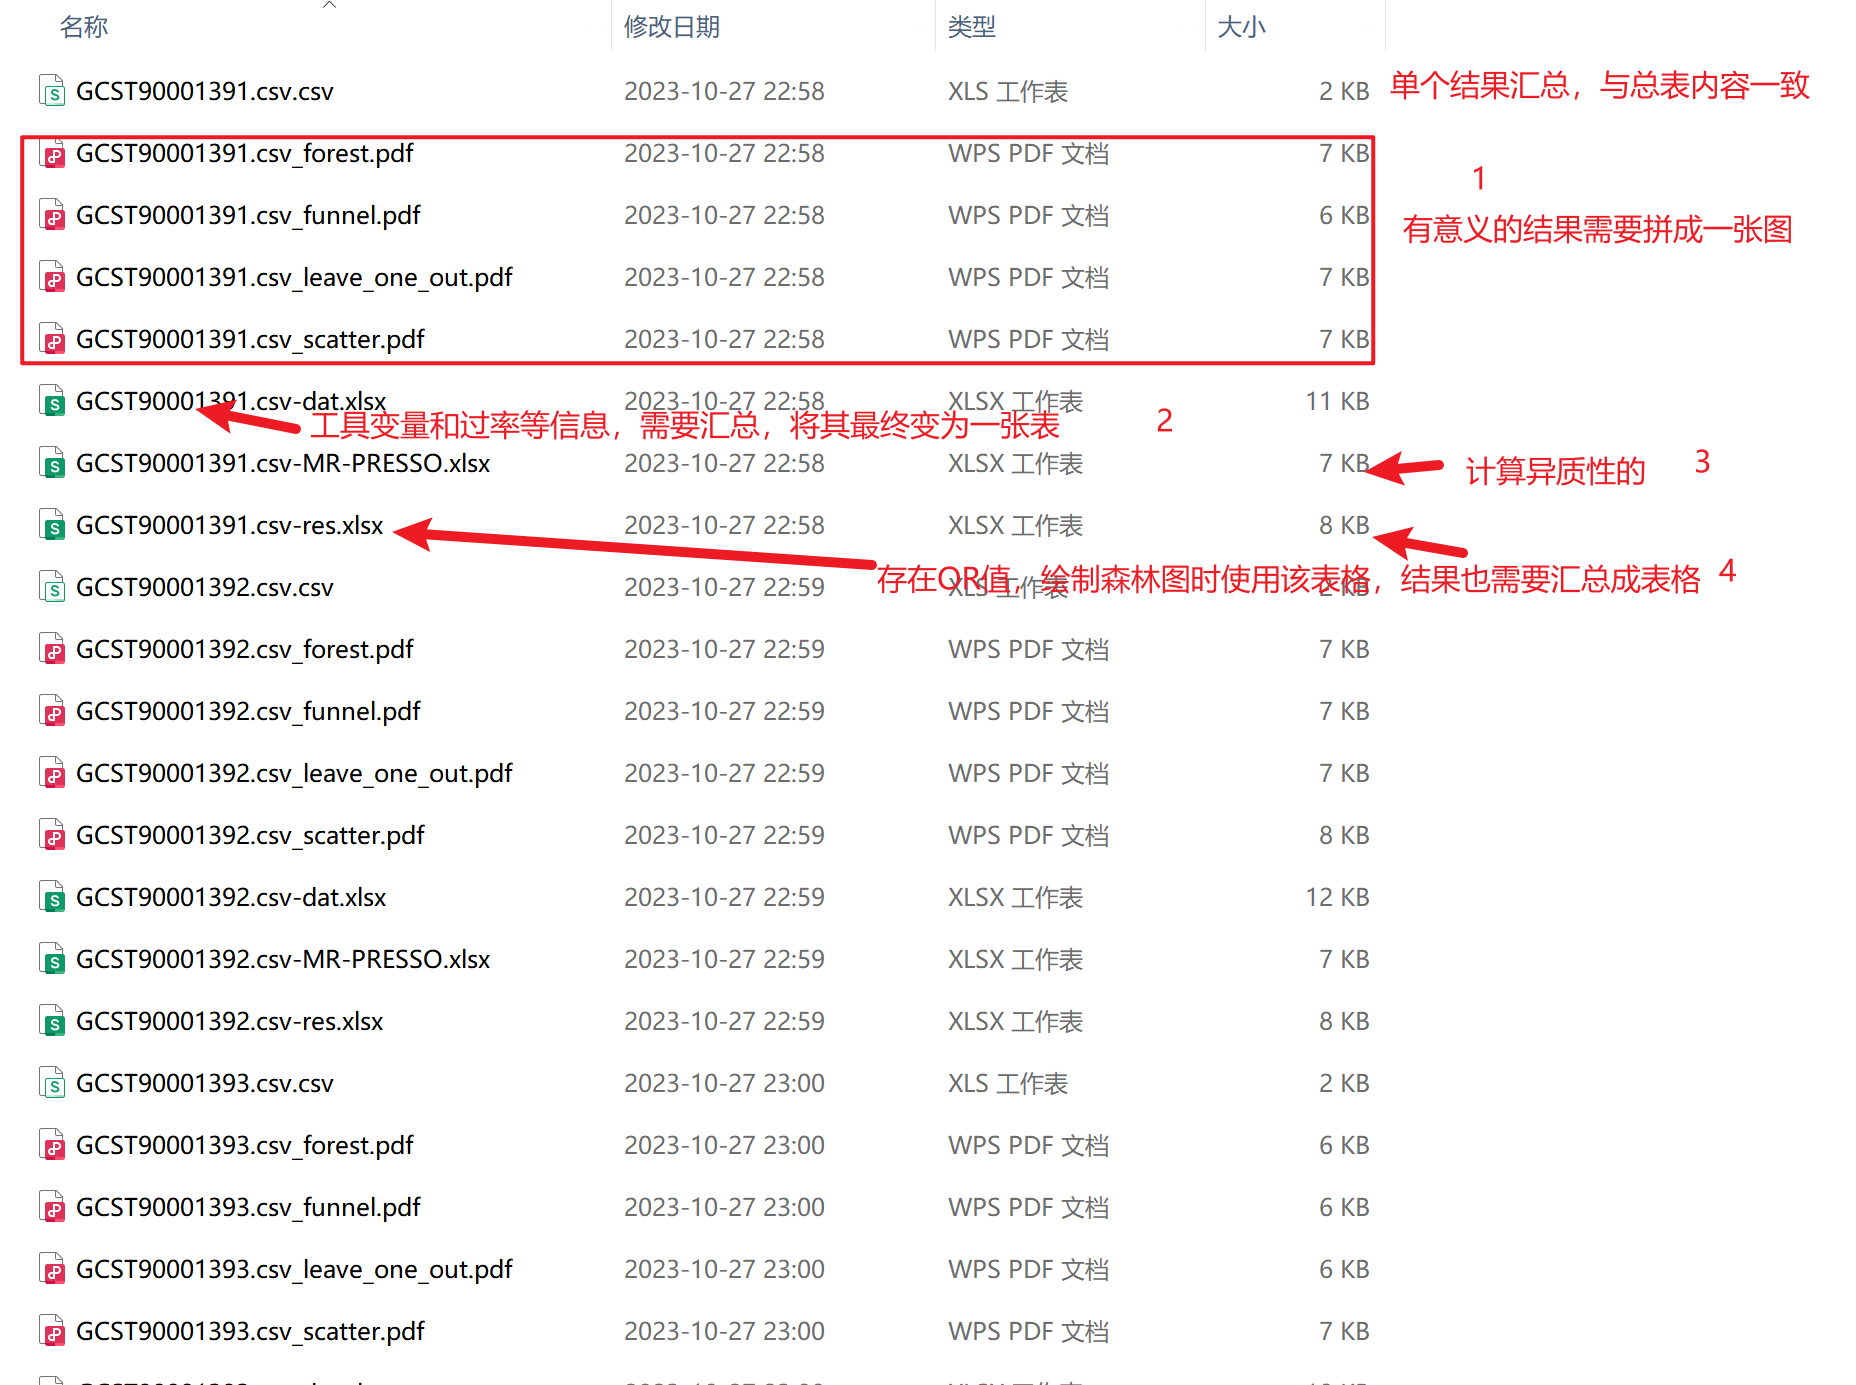 名称 修改日期 类型 大小
GCST90001391.csv.csv 2023-10-27 22:58 XLS 工作表 2 KB 单个结果汇总，与总表内容一致
GCST90001391.csv_forest.pdf 2023-10-27 22:58 WPS PDF 文档 7 KB
1
GCST90001391.csv_funnel.pdf 2023-10-27 22:58 WPS PDF 文档 6 KB
有意义的结果需要拼成一张图
GCST90001391.csv_leave_one_out.pdf 2023-10-27 22:58 WPS PDF 文档 7 KB
GCST90001391.csv_scatter.pdf 2023-10-27 22:58 WPS PDF 文档 7 KB
GCST90001391.csv-dat.xlsx 2023-10-27 22:58 XLSX 工作表 11 KB
工具变量和过率等信息，需要汇总，将其最终变为一张表 2
GCST90001391.csv-MR-PRESSO.xlsx 2023-10-27 22:58 XLSX 工作表 7 KB 计算异质性的 3
GCST90001391.csv-res.xlsx 2023-10-27 22:58 XLSX 工作表 8 KB
存在OR值，绘制森林图时使用该表格，结果也需要汇总成表格 4
GCST90001392.csv.csv 2023-10-27 22:59 XLS 工作表 2 KB
GCST90001392.csv_forest.pdf 2023-10-27 22:59 WPS PDF 文档 7 KB
GCST90001392.csv_funnel.pdf 2023-10-27 22:59 WPS PDF 文档 7 KB
GCST90001392.csv_leave_one_out.pdf 2023-10-27 22:59 WPS PDF 文档 7 KB
GCST90001392.csv_scatter.pdf 2023-10-27 22:59 WPS PDF 文档 8 KB
GCST90001392.csv-dat.xlsx 2023-10-27 22:59 XLSX 工作表 12 KB
GCST90001392.csv-MR-PRESSO.xlsx 2023-10-27 22:59 XLSX 工作表 7 KB
GCST90001392.csv-res.xlsx 2023-10-27 22:59 XLSX 工作表 8 KB
GCST90001393.csv.csv 2023-10-27 23:00 XLS 工作表 2 KB
GCST90001393.csv_forest.pdf 2023-10-27 23:00 WPS PDF 文档 6 KB
GCST90001393.csv_funnel.pdf 2023-10-27 23:00 WPS PDF 文档 6 KB
GCST90001393.csv_leave_one_out.pdf 2023-10-27 23:00 WPS PDF 文档 6 KB
GCST90001393.csv_scatter.pdf 2023-10-27 23:00 WPS PDF 文档 7 KB